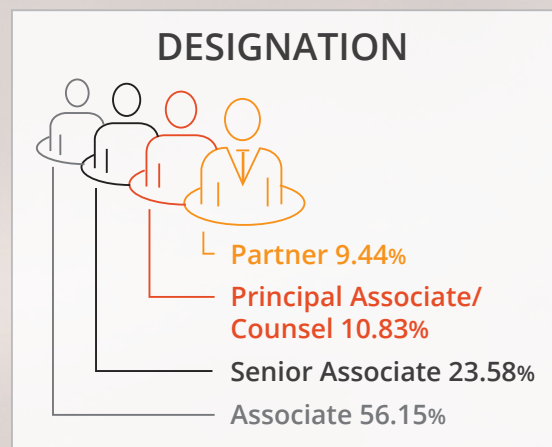 DESIGNATION
Partner 9.44%
Principal Associate/
Counsel 10.83%
Senior Associate 23.58%
Associate 56.15%